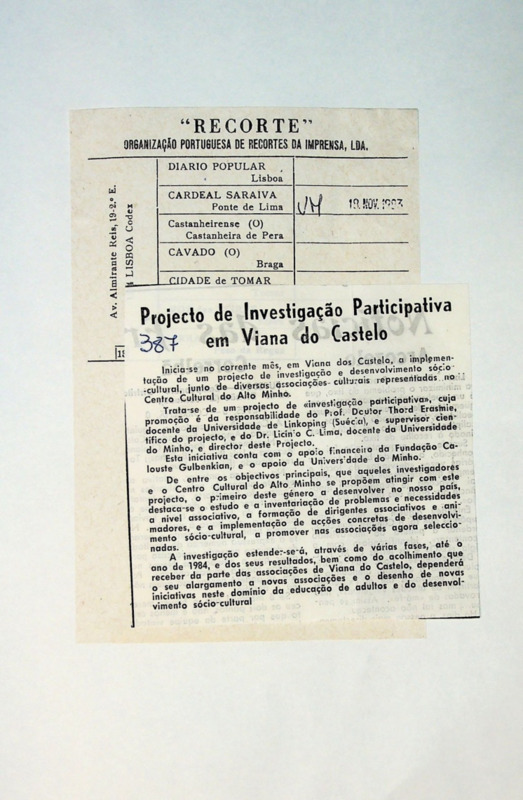 "RECORTE"
ORGANIZAÇÃO PORTUGUESA DE RECORTES DA IMPRENSA, LDA.
Av. Almirante Reis, 19-2.º E.
LISBOA Codex
DIARIO POPULAR
Lisboa
CARDEAL SARAIVA
Ponte de Lima
18. NOV. 1983
Castanheirense (O)
Castanheira de Pera
CAVADO (O)
Braga
CIDADE de TOMAR
Projecto de Investigação Participativa
em Viana do Castelo
387
Inicia-se no corrente mês, em Viana dos Castelo, a implemen-
tação de um projecto de investigação e desenvolvimento sócio-
-cultural, junto de diversas associações culturais representadas no
Centro Cultural do Alto Minho.
Trata-se de um projecto de «investigação participativa», cuja
promoção é da responsabilidade do Prof. Doutor Thord Erasmie,
docente da Universidade de Linkoping (Suécia), e supervisor cien-
tífico do projecto, e do Dr. Licínio C. Lima, docente da Universidade
do Minho, e director deste Projecto.
Esta iniciativa conta com o apoio financeiro da Fundação Ca-
louste Gulbenkian, e o apoio da Universidade do Minho.
De entre os objectivos principais, que aqueles investigadores
e o Centro Cultural do Alto Minho se propõem atingir com este
projecto, o primeiro deste género a desenvolver no nosso país,
destaca-se o estudo e a inventariação de problemas e necessidades
a nível associativo, a formação de dirigentes associativos e ani-
madores, e a implementação de acções concretas de desenvolvi-
mento sócio-cultural, a promover nas associações agora seleccio-
nadas.
A investigação estender-se-á, através de várias fases, até o
ano de 1984, e dos seus resultados, bem como do acolhimento que
receber da parte das associações de Viana do Castelo, dependerá
o seu alargamento a novas associações e o desenho de novas
iniciativas neste domínio da educação de adultos e do desenvol-
vimento sócio-cultural